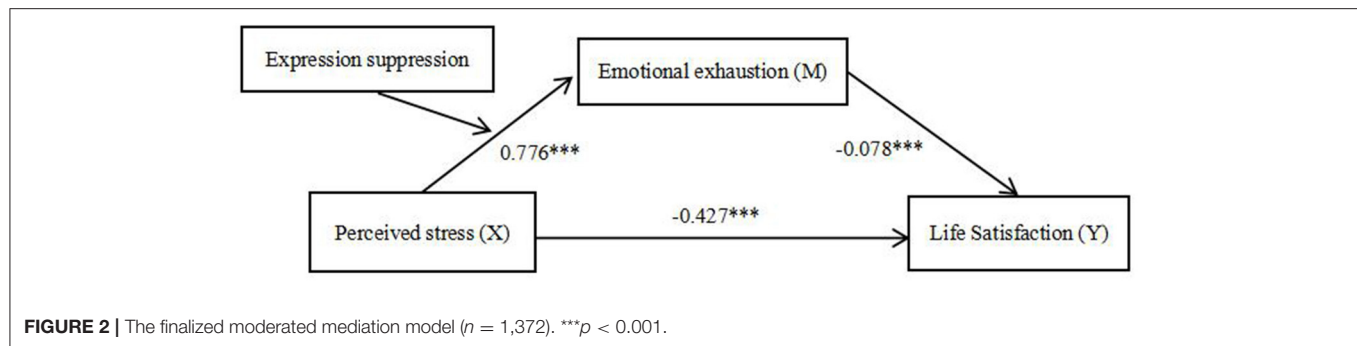 Expression suppression
Emotional exhaustion (M)
0.776***
-0.078***
-0.427***
Perceived stress (X)
Life Satisfaction (Y)
FIGURE 2 | The finalized moderated mediation model (n = 1,372). ***p < 0.001.